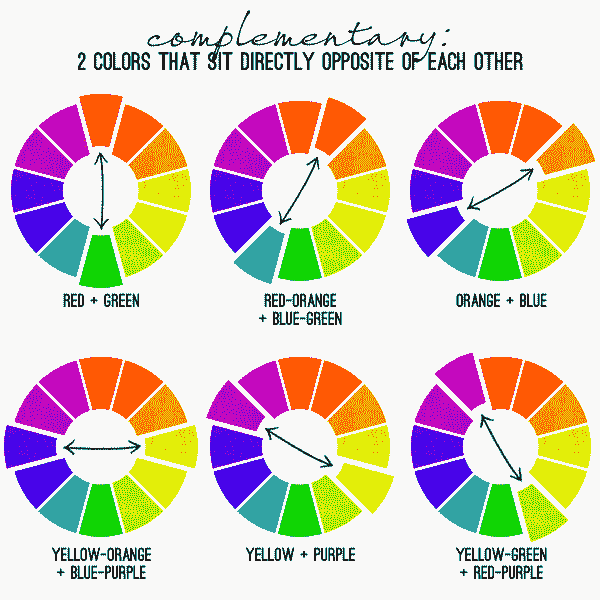 complementary:
2 COLORS THAT SIT DIRECTLY OPPOSITE OF EACH OTHER
RED + GREEN
RED-ORANGE
+ BLUE-GREEN
ORANGE + BLUE
YELLOW-ORANGE
+ BLUE-PURPLE
YELLOW + PURPLE
YELLOW-GREEN
+ RED-PURPLE